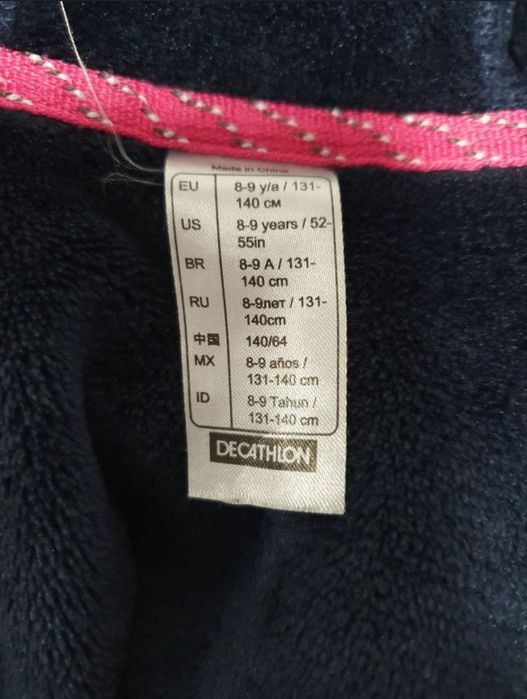 Made in China
EU 8-9 y/a / 131-
140 см
US 8-9 years / 52-
55in
BR 8-9 A / 131-
140 cm
RU 8-9лет / 131-
140cm
中国 140/64
MX 8-9 años /
131-140 cm
ID 8-9 Tahun /
131-140 cm
DECATHLON